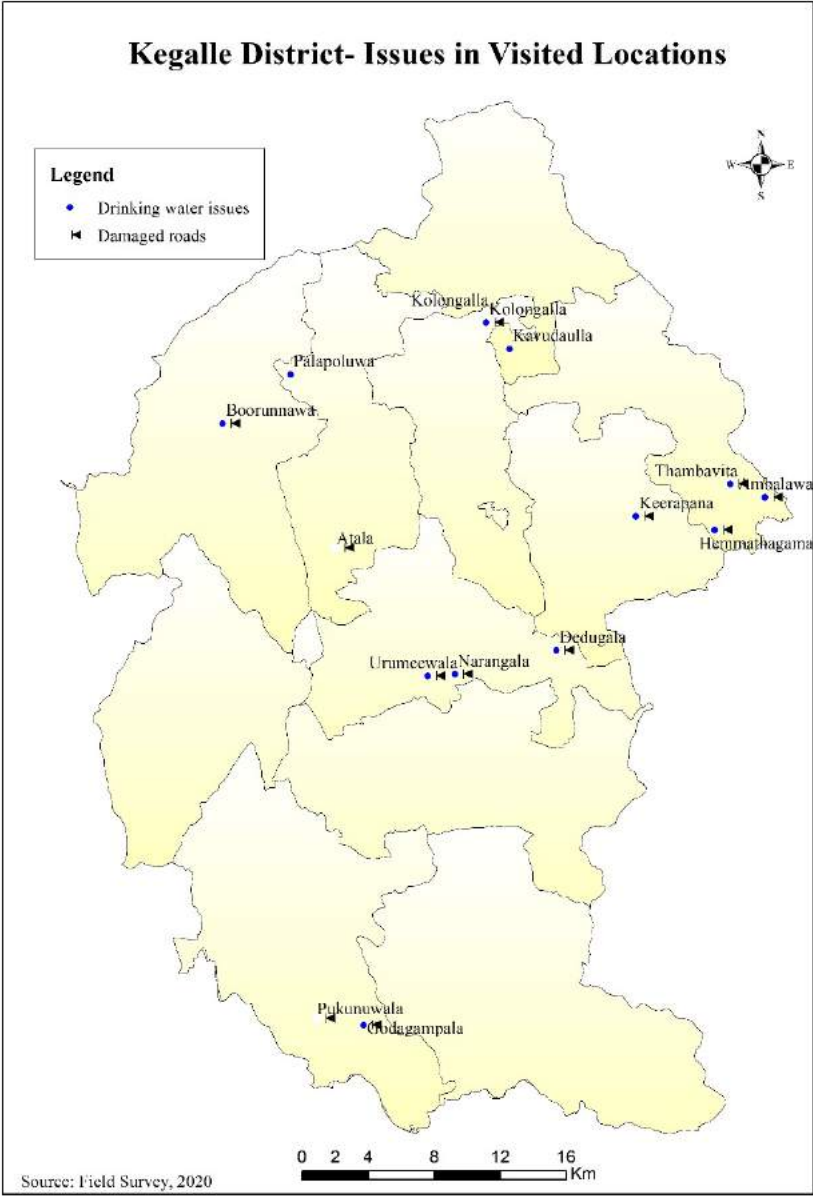 Kegalle District- Issues in Visited Locations
N
W E
S
Legend
Drinking water issues
Damaged roads
Kolongalla
Kolongalla
Kavudaulla
Palapoluwa
Boorunnawa
Thambavita
Ambalawa
Keerapana
Hemmathagama
Atala
Dedugala
Urumeewala
Narangala
Pukunuwala
Godagampala
0 2 4 8 12 16
Km
Source: Field Survey, 2020